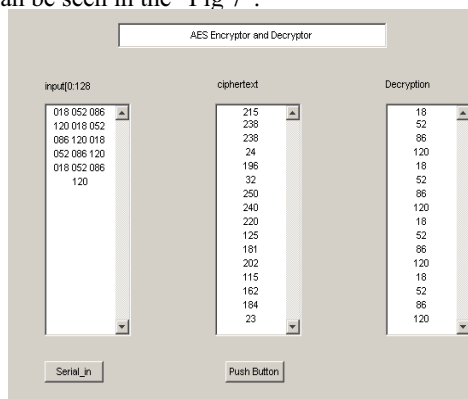 an be seen in the "Fig 7".
AES Encryptor and Decryptor
input[0:128
018 052 086
120 018 052
086 120 018
052 086 120
018 052 086
120
Serial_in
ciphertext
215
238
238
24
196
32
250
240
220
125
181
202
115
162
184
23
Push Button
Decryption
18
52
86
120
18
52
86
120
18
52
86
120
18
52
86
120